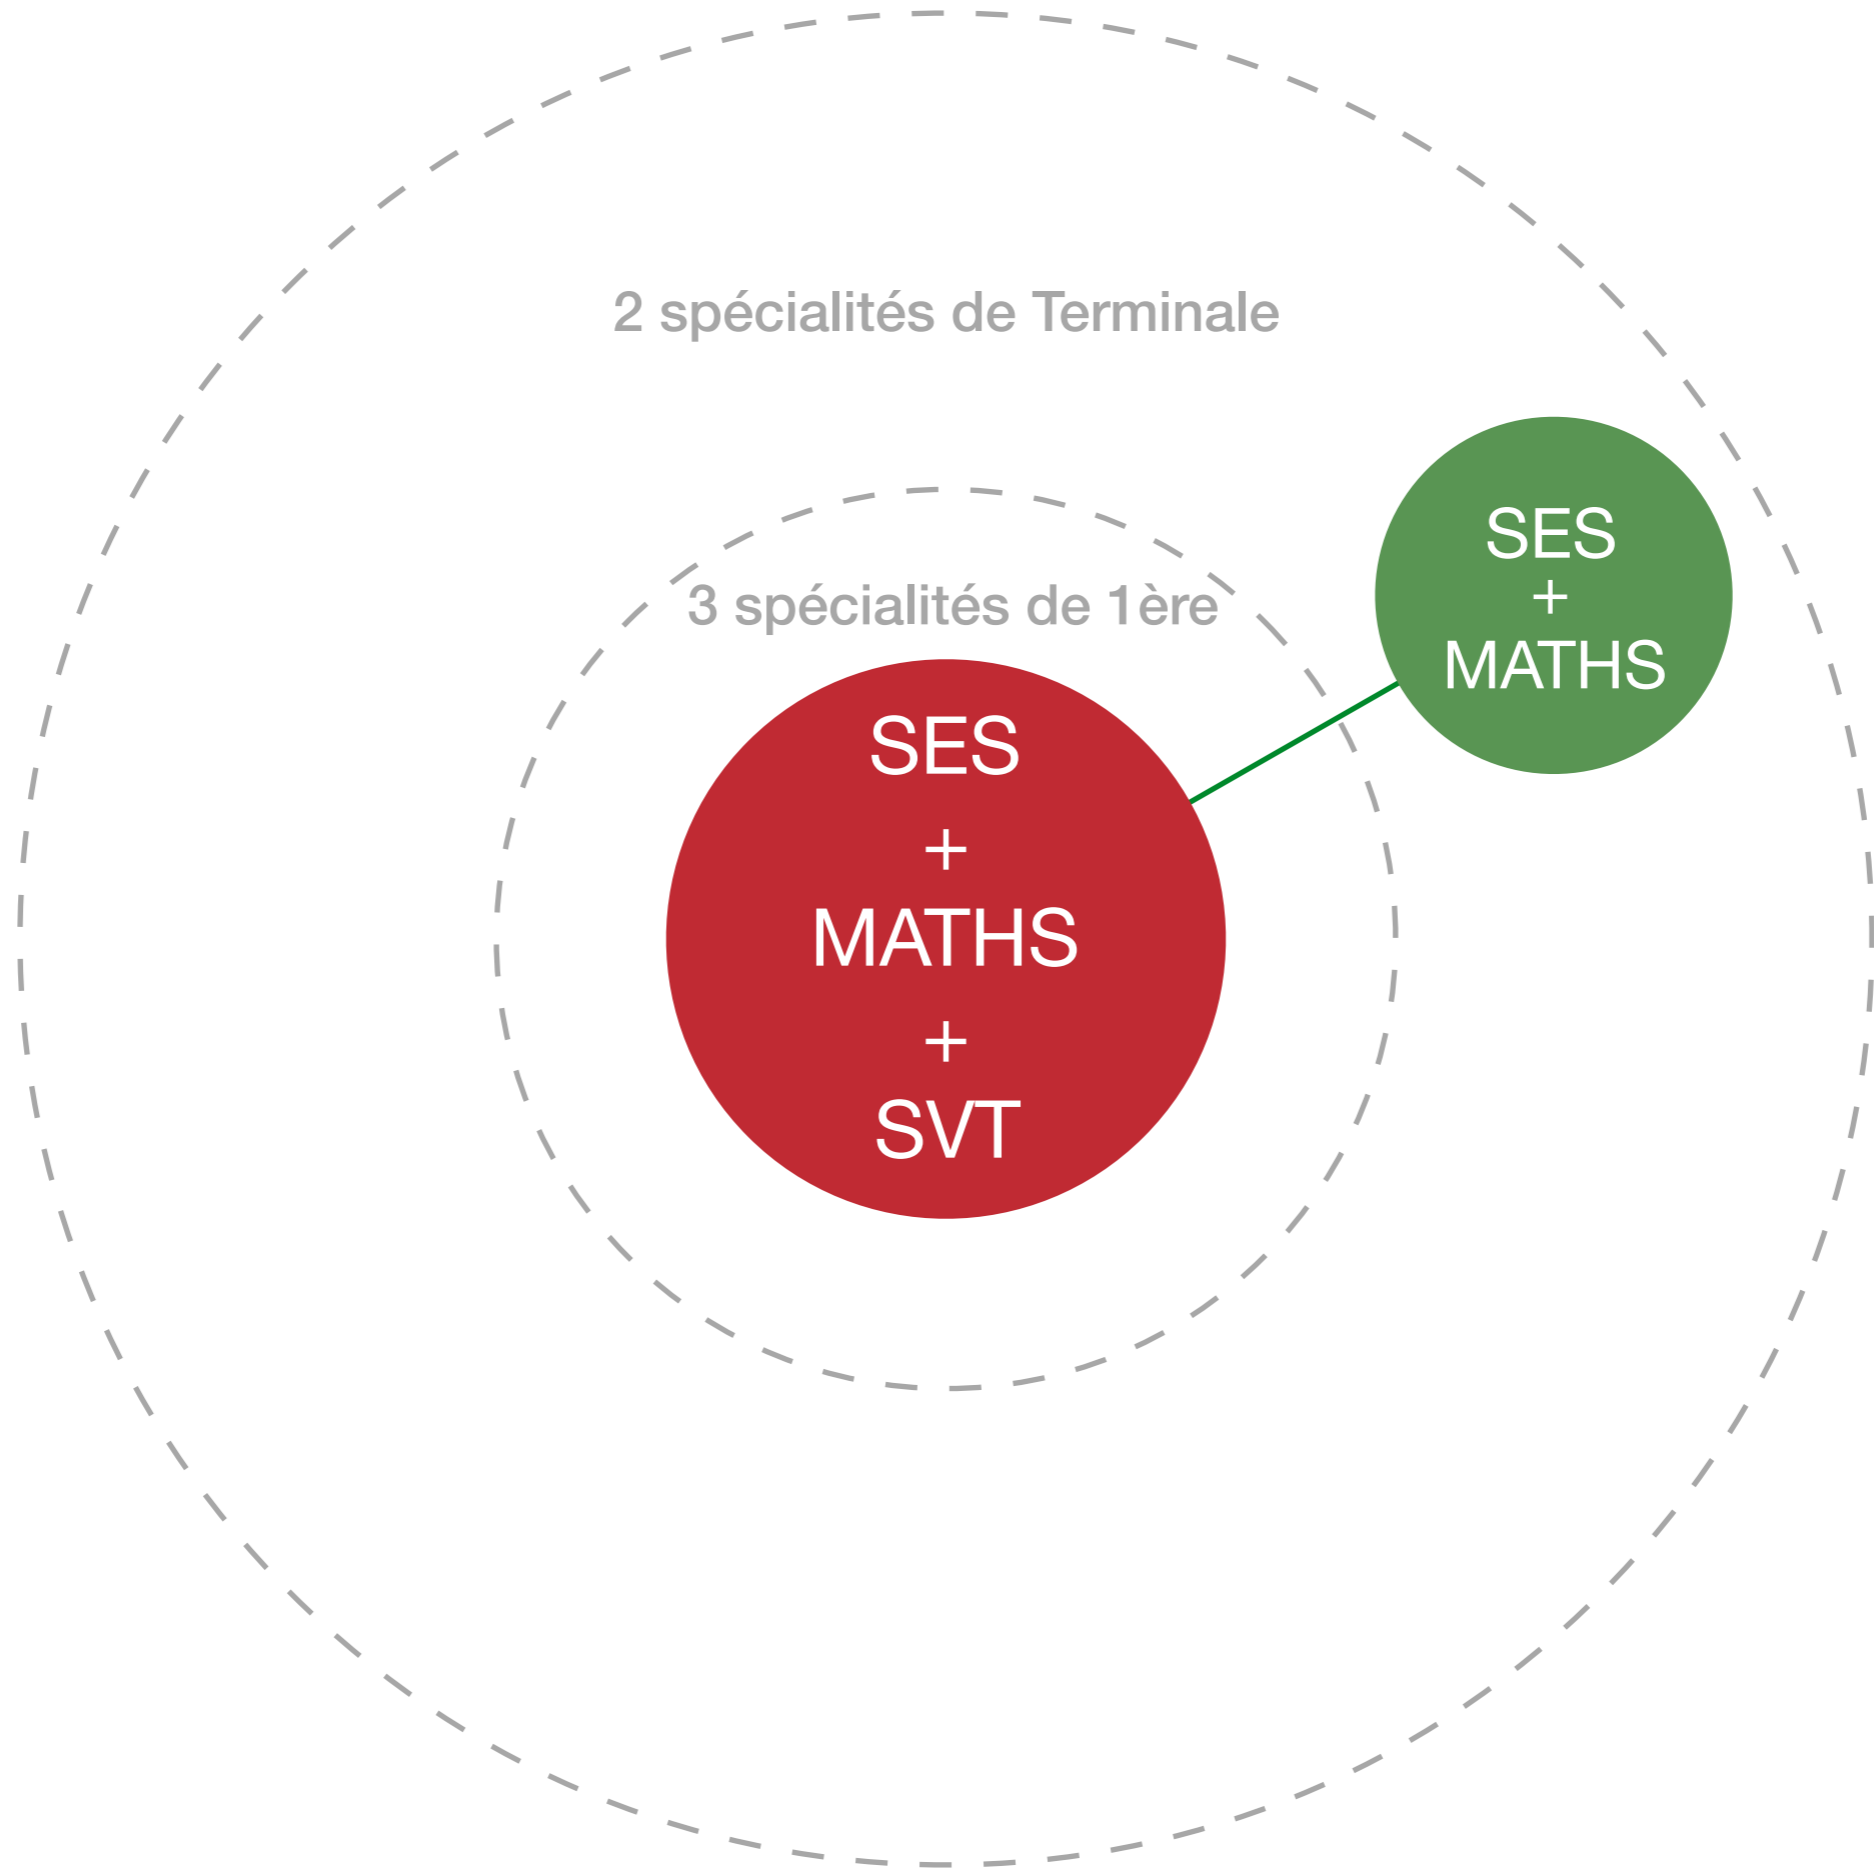 2 spécialités de Terminale
3 spécialités de 1ère
SES
+
MATHS
+
SVT
SES
+
MATHS